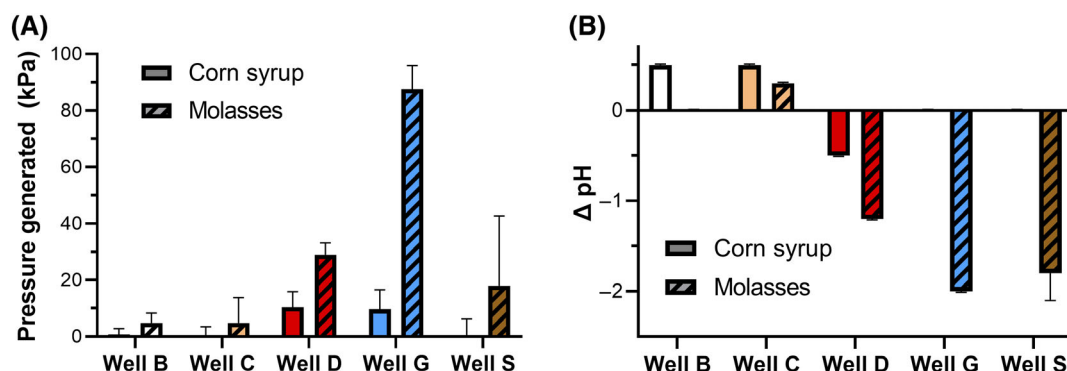 (A)
Pressure generated (kPa)
100
80
60
40
20
0
Corn syrup
Molasses
Well B Well C Well D Well G Well S
(B)
Δ pH
0
−1
−2
Corn syrup
Molasses
Well B Well C Well D Well G Well S